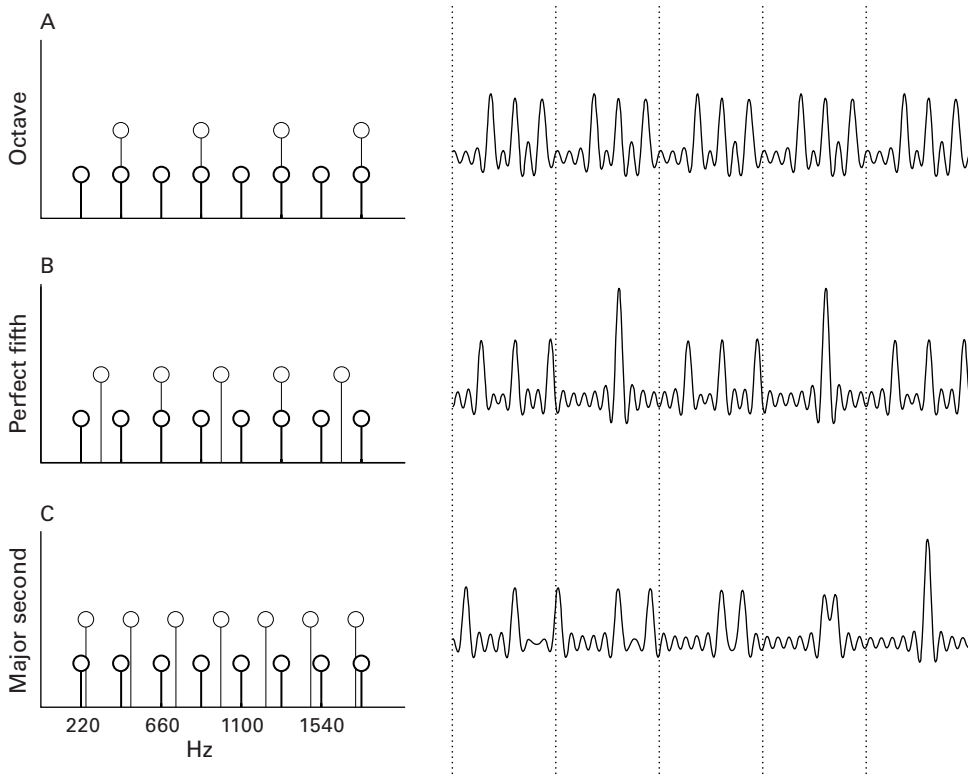 A
Octave
B
Perfect fifth
C
Major second
220 660 1100 1540
Hz